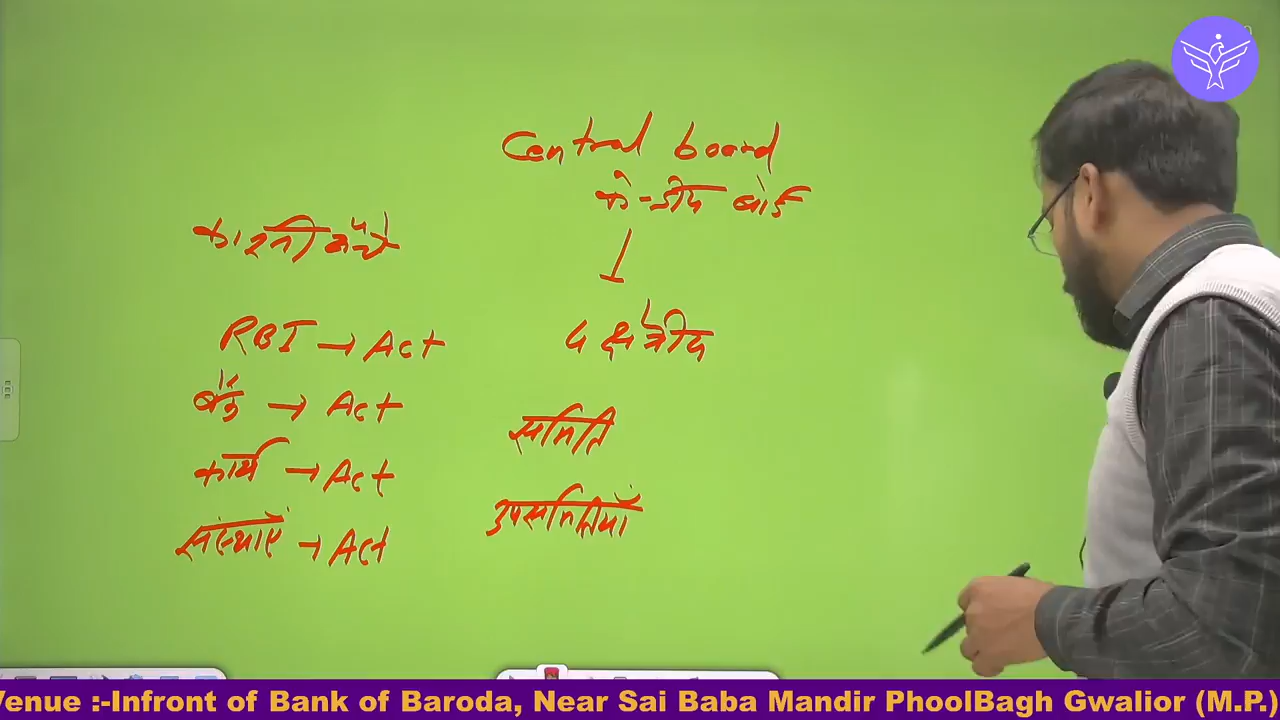 Central board
केन्द्रीय बोर्ड
कानूनी ढाँचे
RBI → Act
बैंक → Act
कार्य → Act
संस्थाएं → Act
4 क्षेत्रीय
समिति
उपसमितियाँ
Venue :-Infront of Bank of Baroda, Near Sai Baba Mandir PhoolBagh Gwalior (M.P.)